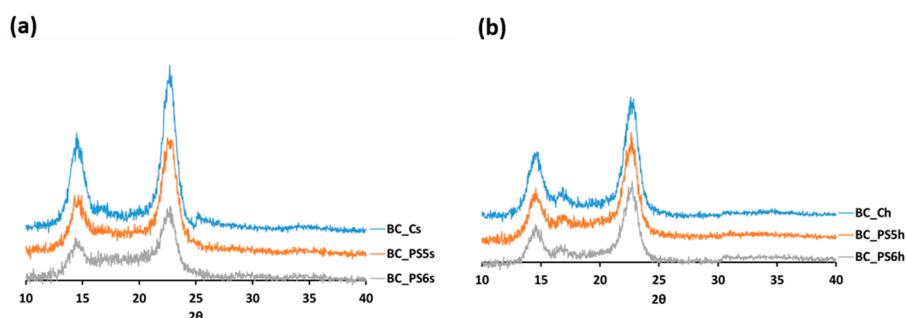 (a)
BC_Cs
BC_PS5s
BC_PS6s
10 15 20 25 30 35 40
2θ
(b)
BC_Ch
BC_PS5h
BC_PS6h
10 15 20 25 30 35 40
2θ